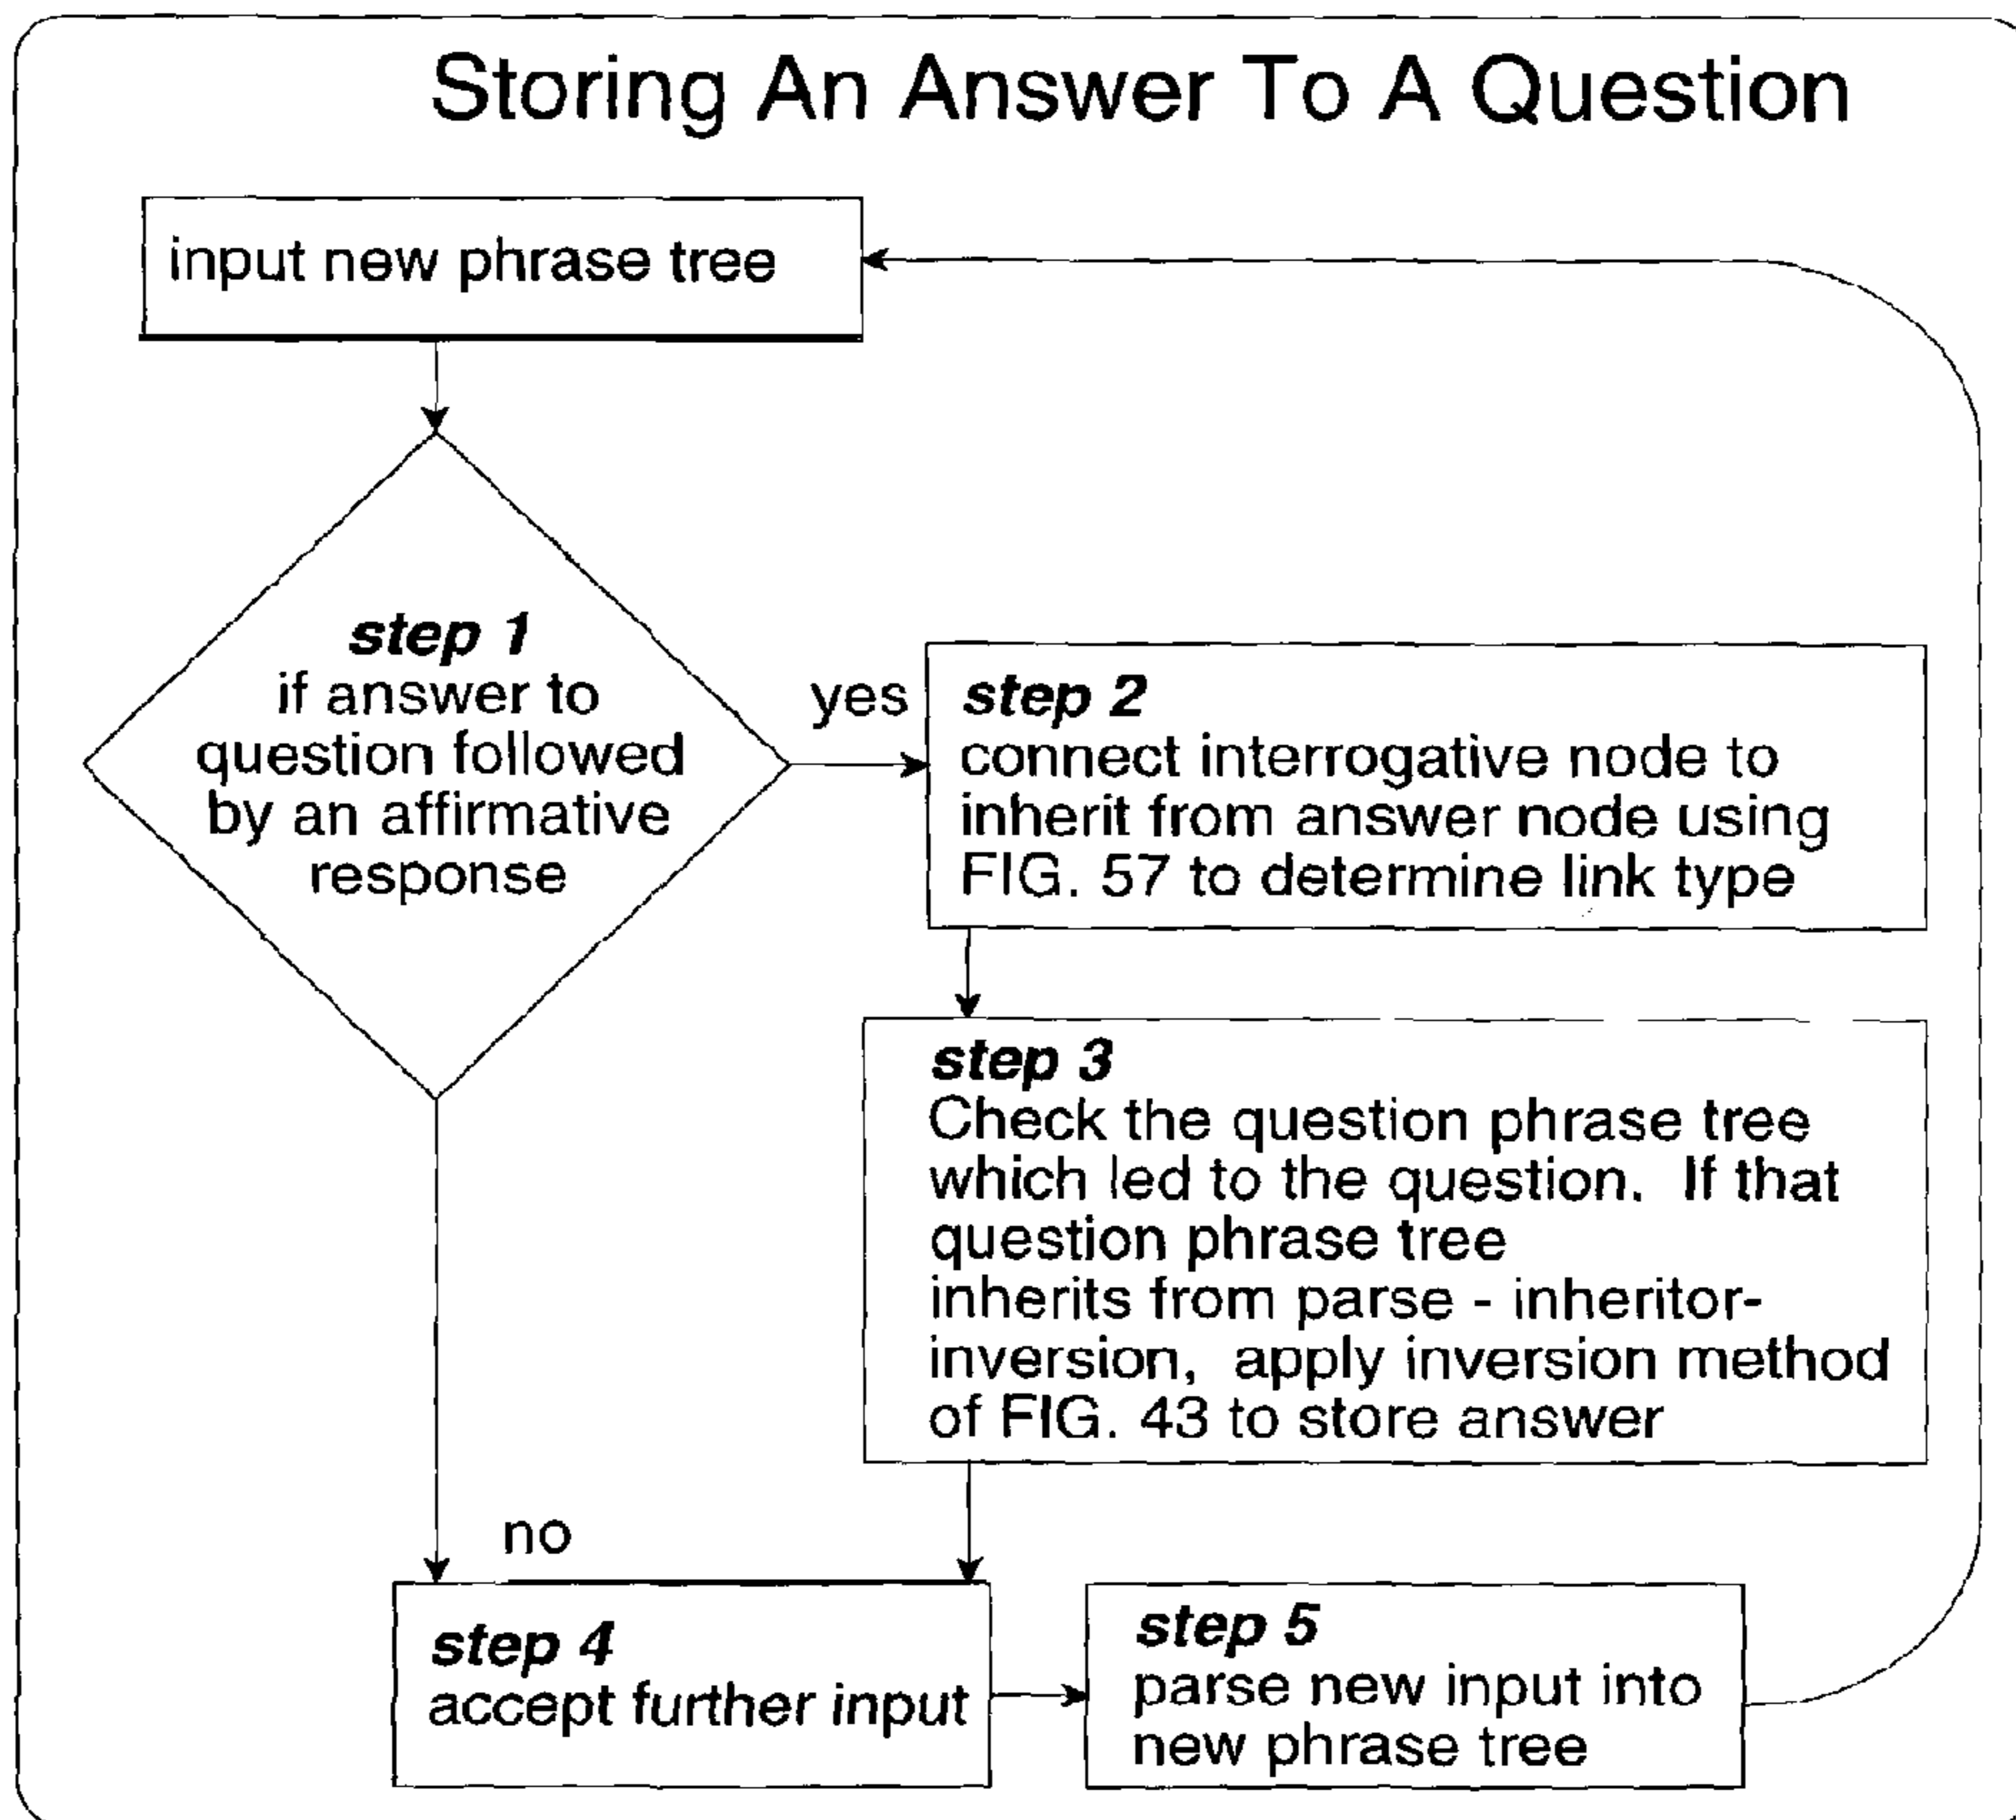 Storing An Answer To A Question
input new phrase tree
step 1
if answer to
question followed
by an affirmative
response
yes
step 2
connect interrogative node to
inherit from answer node using
FIG. 57 to determine link type
step 3
Check the question phrase tree
which led to the question.  If that
question phrase tree
inherits from parse - inheritor-
inversion,  apply inversion method
of FIG. 43 to store answer
no
step 4
accept further input
step 5
parse new input into
new phrase tree